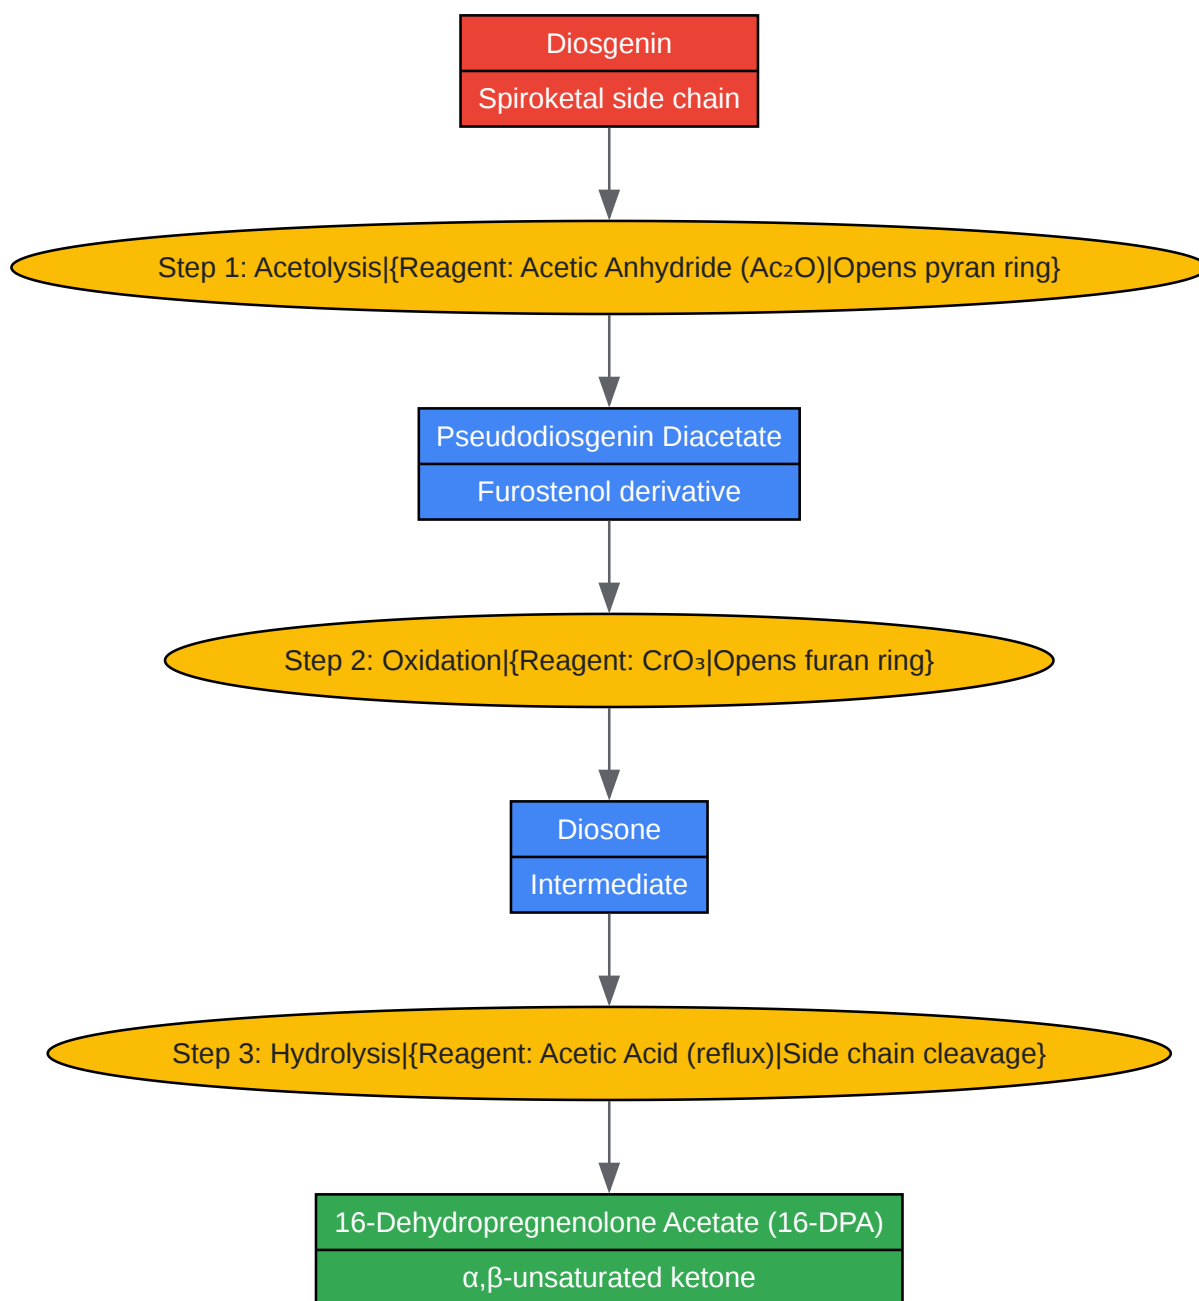 Diosgenin
Spiroketal side chain
Step 1: Acetolysis|{Reagent: Acetic Anhydride (Ac₂O)|Opens pyran ring}
Pseudodiosgenin Diacetate
Furostenol derivative
Step 2: Oxidation|{Reagent: CrO₃|Opens furan ring}
Diosone
Intermediate
Step 3: Hydrolysis|{Reagent: Acetic Acid (reflux)|Side chain cleavage}
16-Dehydropregnenolone Acetate (16-DPA)
α,β-unsaturated ketone